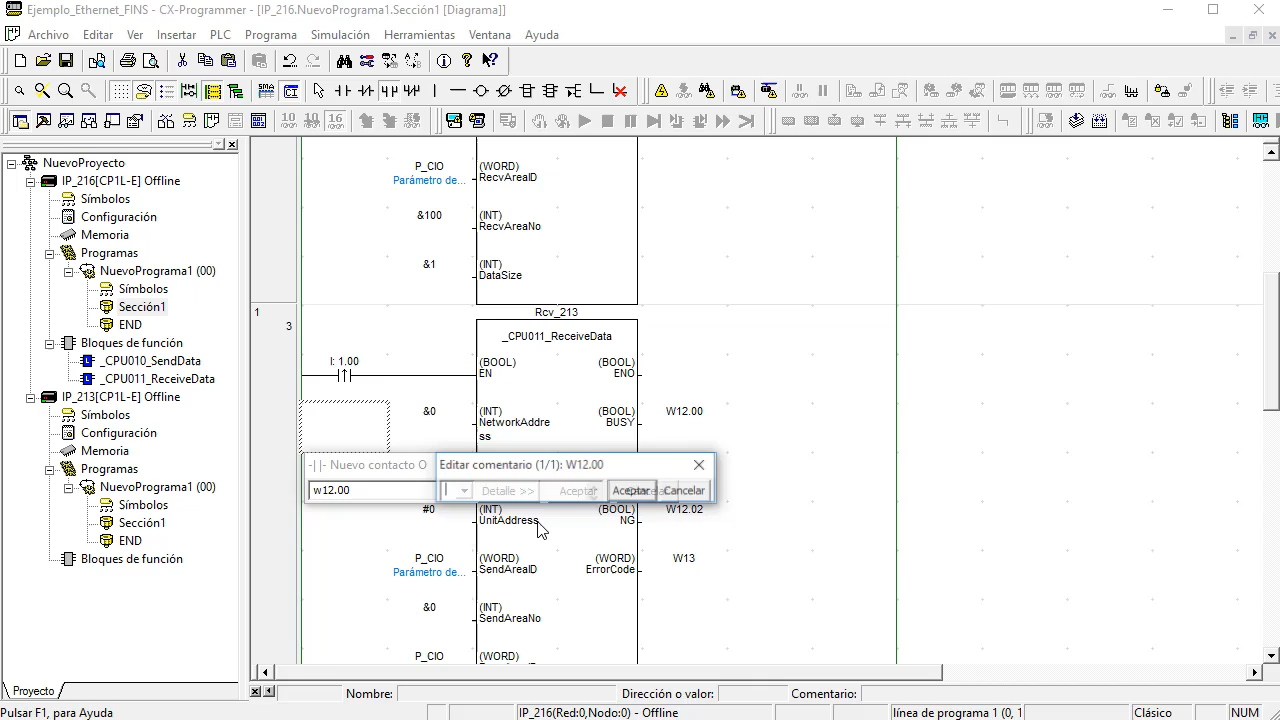 Ejemplo_Ethernet_FINS - CX-Programmer - [IP_216.NuevoPrograma1.Sección1 [Diagrama]]
Archivo Editar Ver Insertar PLC Programa Simulación Herramientas Ventana Ayuda
NuevoProyecto
IP_216[CP1L-E] Offline
Símbolos
Configuración
Memoria
Programas
NuevoPrograma1 (00)
Símbolos
Sección1
END
Bloques de función
_CPU010_SendData
_CPU011_ReceiveData
IP_213[CP1L-E] Offline
Símbolos
Configuración
Memoria
Programas
NuevoPrograma1 (00)
Símbolos
Sección1
END
Bloques de función
Proyecto
P_CIO (WORD)
Parámetro de... RecvAreaID
&100 (INT)
RecvAreaNo
&1 (INT)
DataSize
1
3
Rcv_213
_CPU011_ReceiveData
I: 1.00 (BOOL) (BOOL)
EN ENO
&0 (INT) (BOOL) W12.00
NetworkAddre BUSY
ss
-||- Nuevo contacto O Editar comentario (1/1): W12.00
w12.00 Detalle >> Aceptar Aceptar Cancelar
#0 (INT) (BOOL) W12.02
UnitAddress NG
P_CIO (WORD) (WORD) W13
Parámetro de... SendAreaID ErrorCode
&0 (INT)
SendAreaNo
P_CIO (WORD)
Nombre: Dirección o valor: Comentario:
Pulsar F1, para Ayuda IP_216(Red:0,Nodo:0) - Offline línea de programa 1 (0, 1 Clásico NUM